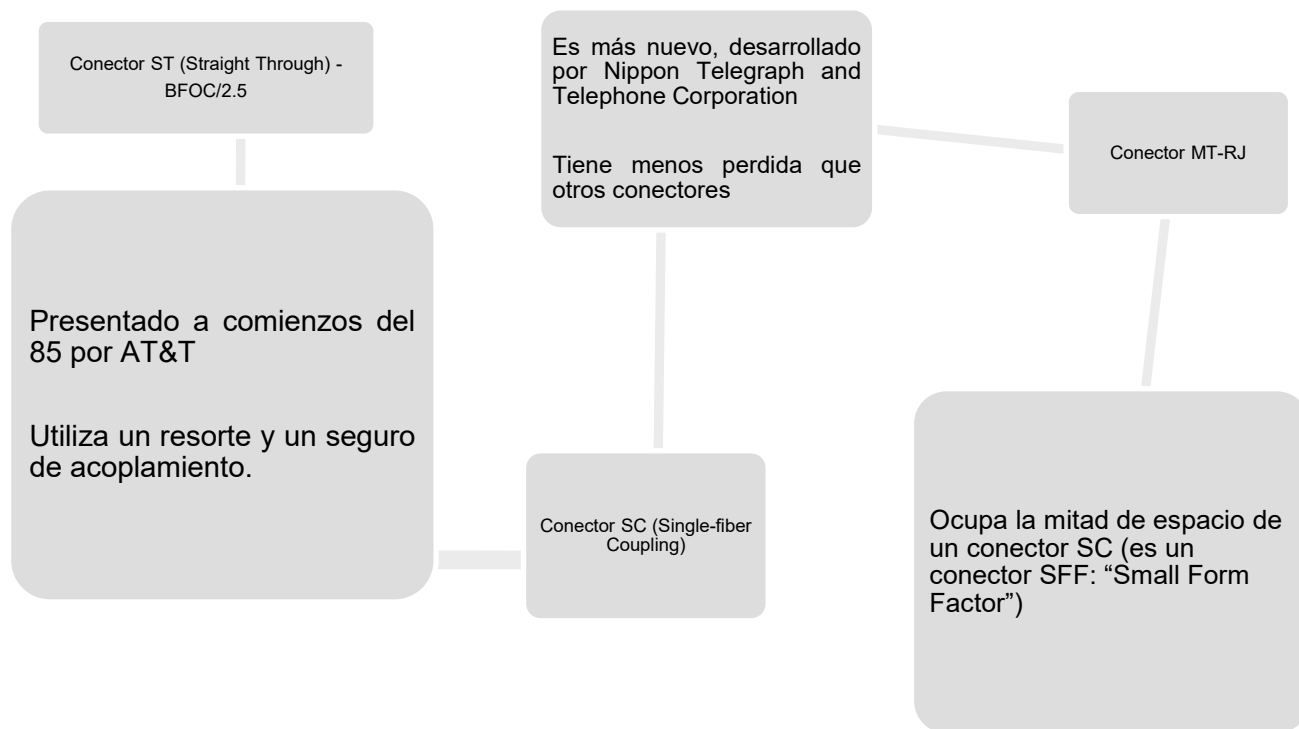 Conector ST (Straight Through) -
BFOC/2.5
Presentado a comienzos del
85 por AT&T
Utiliza un resorte y un seguro
de acoplamiento.
Conector SC (Single-fiber
Coupling)
Es más nuevo, desarrollado
por Nippon Telegraph and
Telephone Corporation
Tiene menos perdida que
otros conectores
Conector MT-RJ
Ocupa la mitad de espacio de
un conector SC (es un
conector SFF: “Small Form
Factor”)